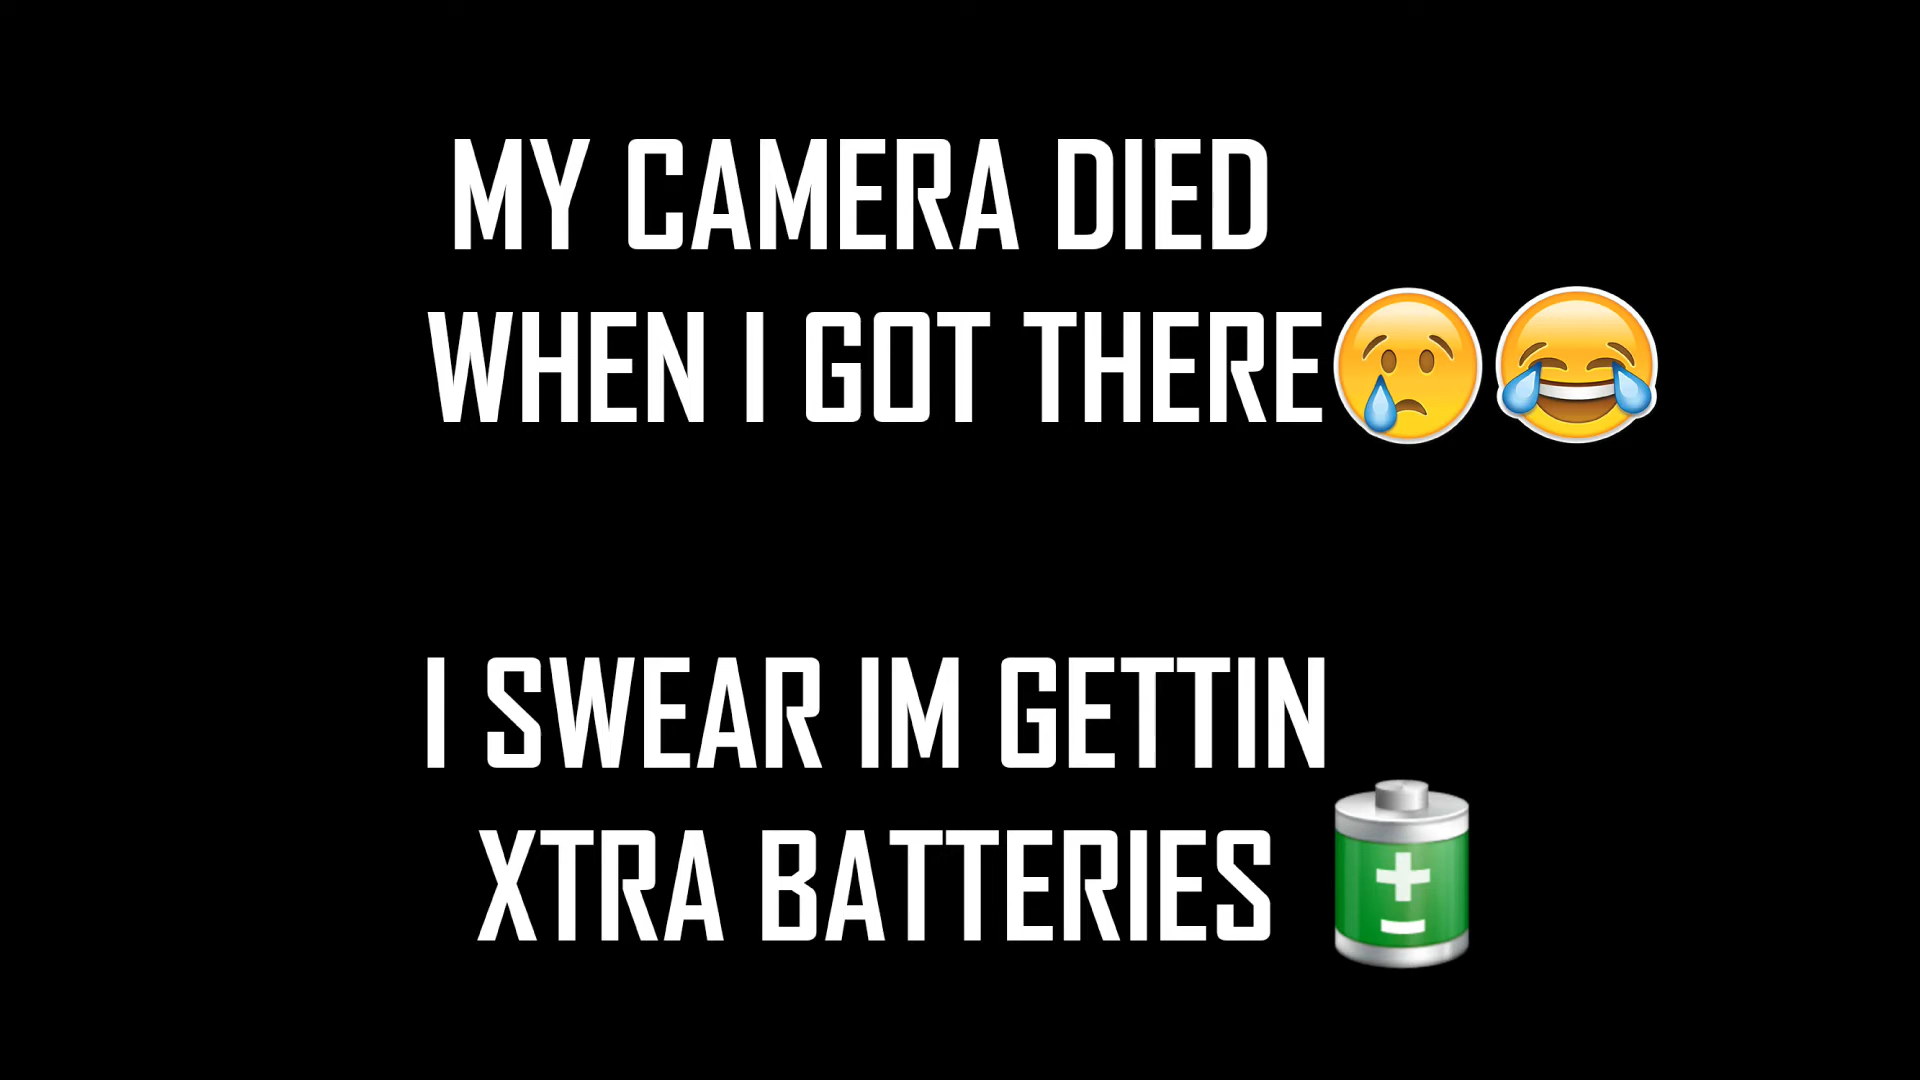 MY CAMERA DIED
WHEN I GOT THERE😢😂
I SWEAR IM GETTIN
XTRA BATTERIES 🔋